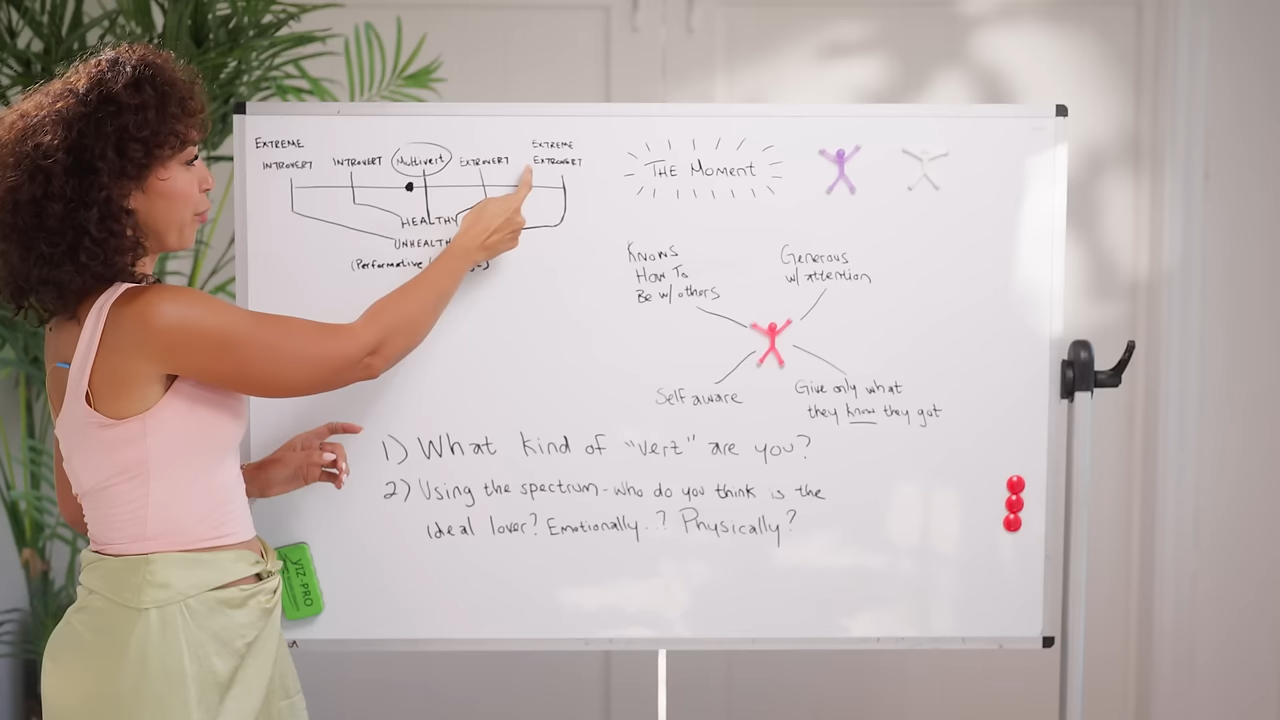 EXTREME
INTROVERT
INTROVERT
Multivert
EXTROVERT
EXTREME
EXTROVERT
HEALTHY
UNHEALTH
(Performative
THE Moment
Knows
How To
Be w/ others
Generous
w/ attention
Self aware
Give only what
they know they got
1) What kind of "vert" are you?
2) Using the spectrum - who do you think is the
ideal lover? Emotionally..? Physically?
VIZ-PRO